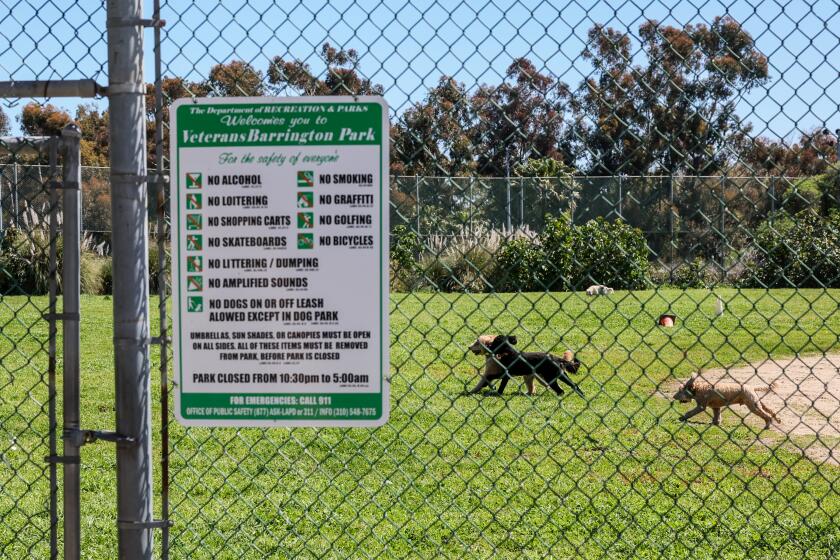 The Department of RECREATION & PARKS
Welcomes you to
Veterans Barrington Park
For the safety of everyone
NO ALCOHOL
NO SMOKING
NO LOITERING
NO GRAFFITI
NO SHOPPING CARTS
NO GOLFING
NO SKATEBOARDS
NO BICYCLES
NO LITTERING / DUMPING
NO AMPLIFIED SOUNDS
NO DOGS ON OR OFF LEASH
ALLOWED EXCEPT IN DOG PARK
UMBRELLAS, SUN SHADES, OR CANOPIES MUST BE OPEN
ON ALL SIDES. ALL OF THESE ITEMS MUST BE REMOVED
FROM PARK, BEFORE PARK IS CLOSED
PARK CLOSED FROM 10:30pm to 5:00am
FOR EMERGENCIES: CALL 911
OFFICE OF PUBLIC SAFETY (877) ASK-LAPD or 311 / INFO (310) 548-7675